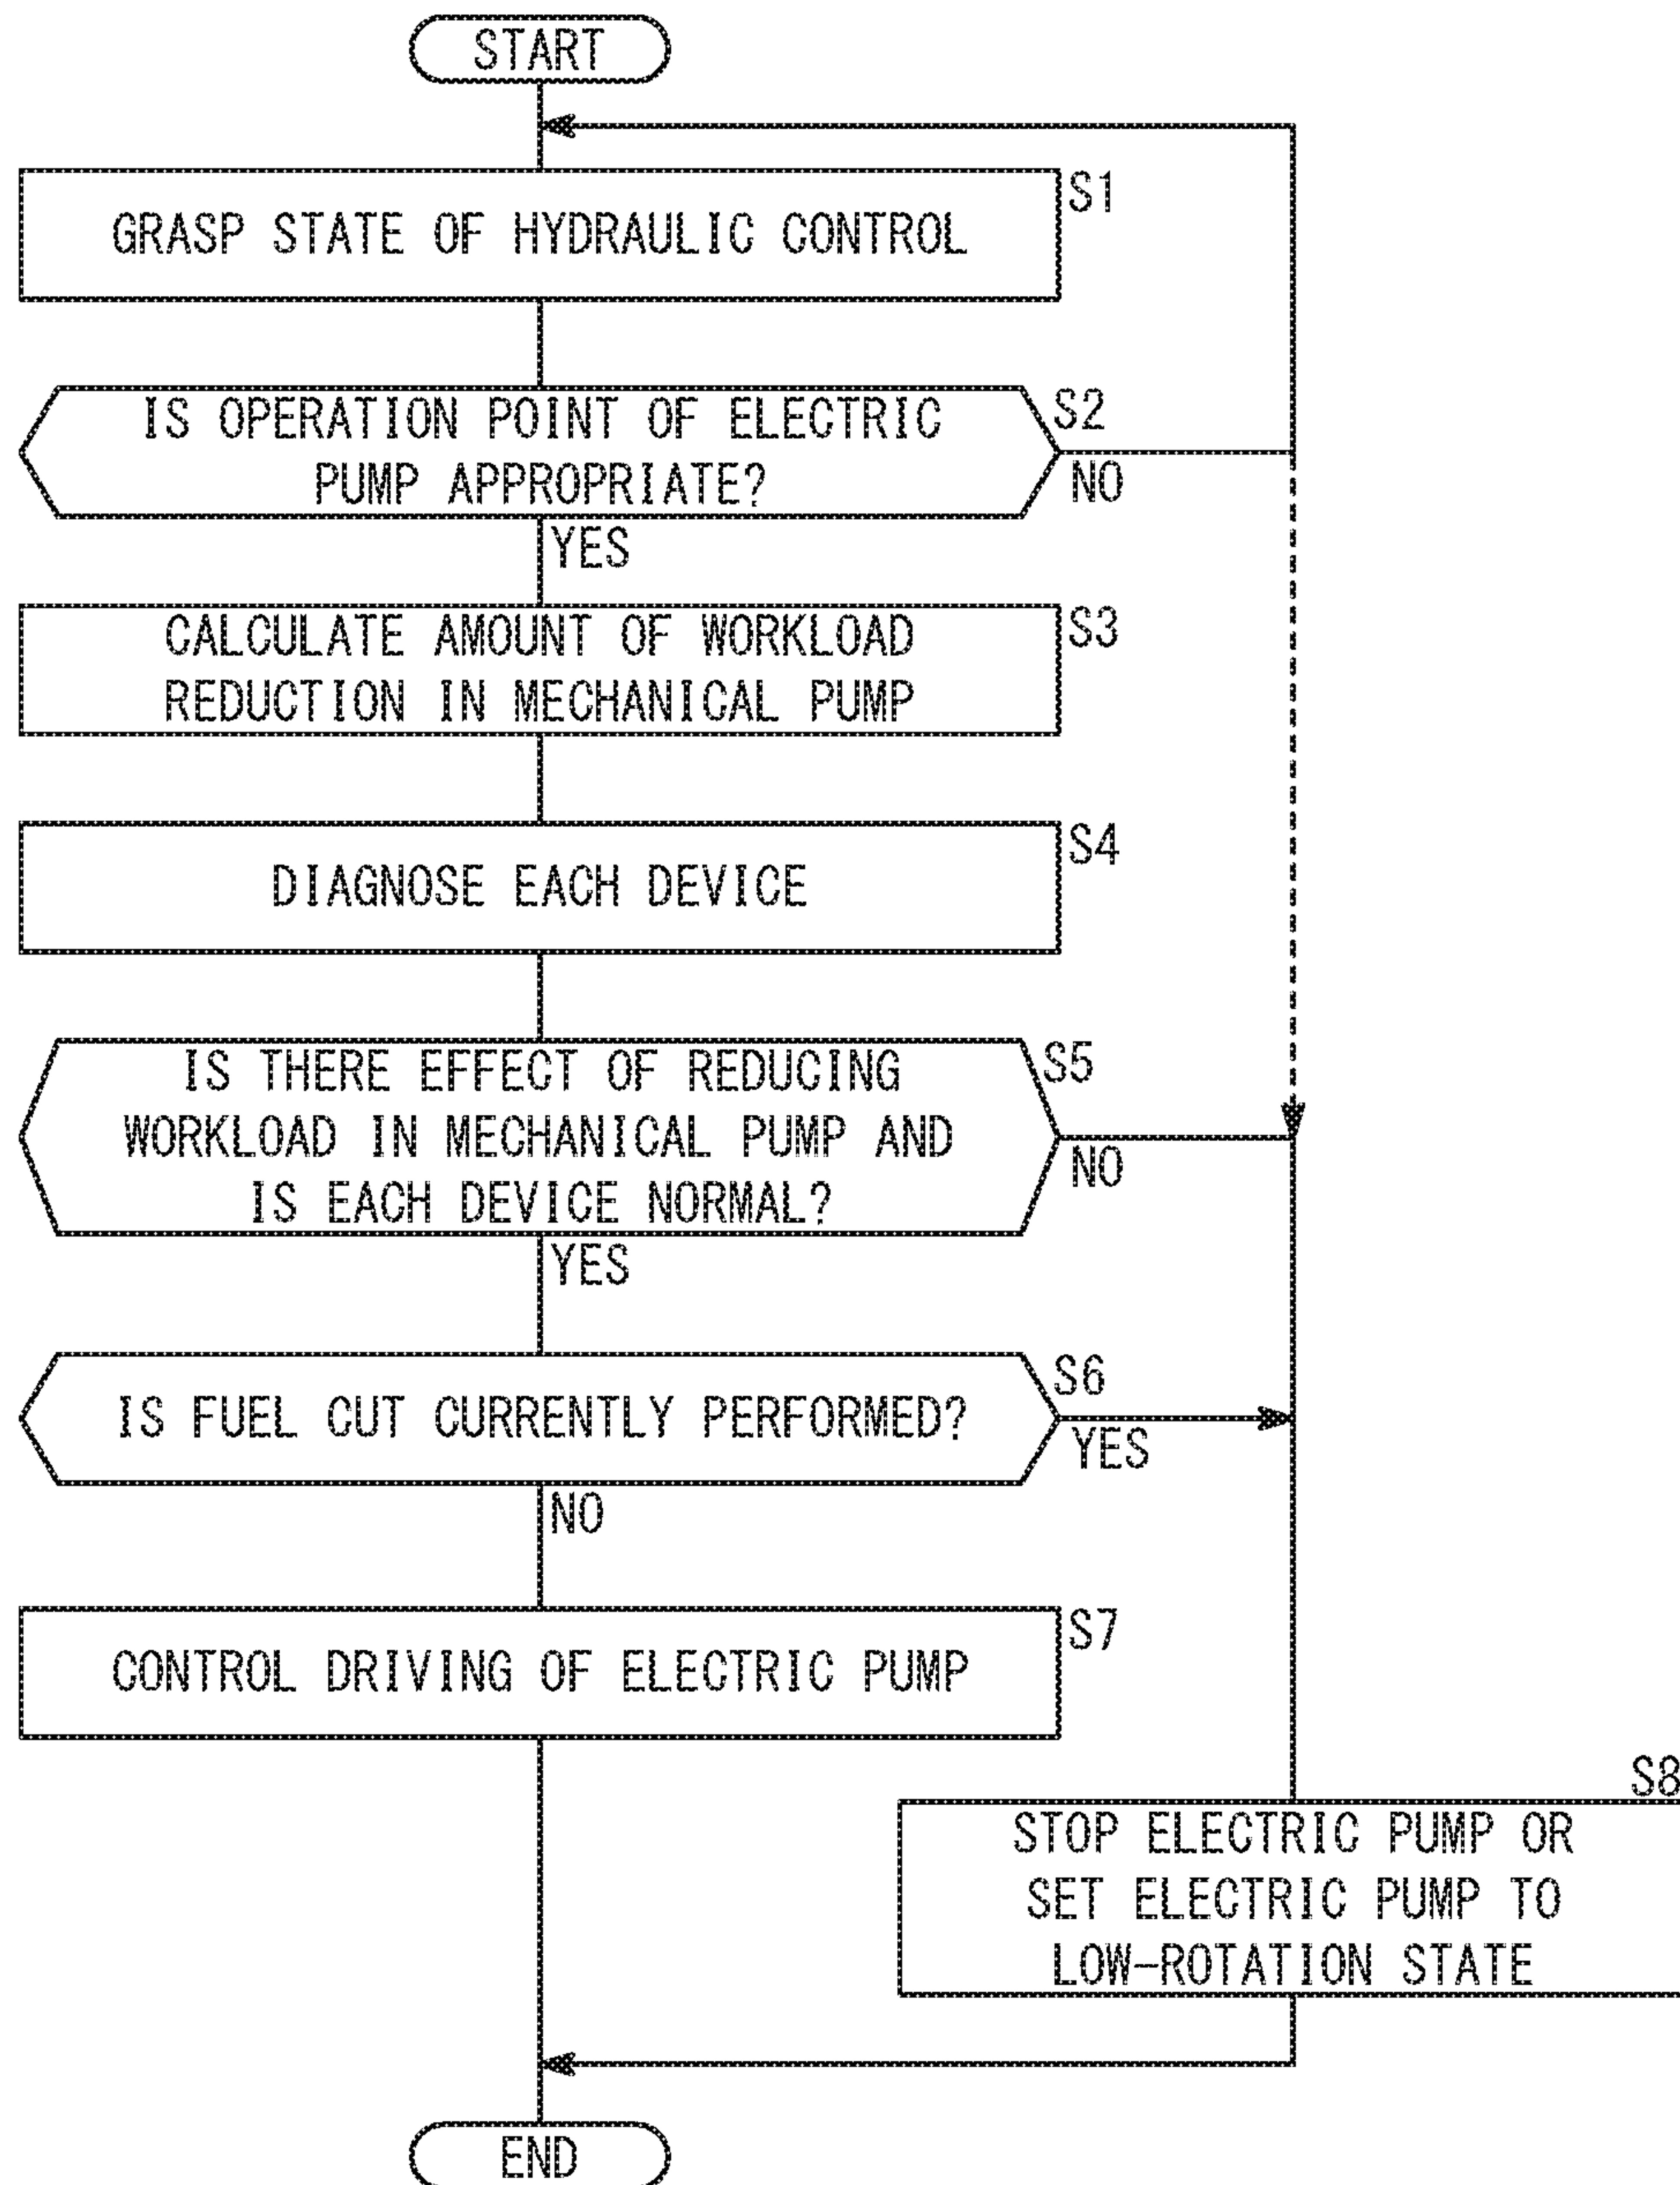 START
GRASP STATE OF HYDRAULIC CONTROL
S1
IS OPERATION POINT OF ELECTRIC
PUMP APPROPRIATE?
S2
NO
YES
CALCULATE AMOUNT OF WORKLOAD
REDUCTION IN MECHANICAL PUMP
S3
DIAGNOSE EACH DEVICE
S4
IS THERE EFFECT OF REDUCING
WORKLOAD IN MECHANICAL PUMP AND
IS EACH DEVICE NORMAL?
S5
NO
YES
IS FUEL CUT CURRENTLY PERFORMED?
S6
YES
NO
CONTROL DRIVING OF ELECTRIC PUMP
S7
S8
STOP ELECTRIC PUMP OR
SET ELECTRIC PUMP TO
LOW-ROTATION STATE
END